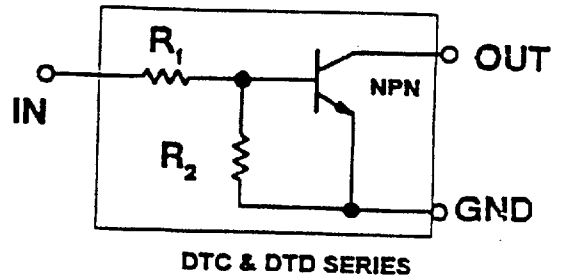 R1
OUT
NPN
IN
R2
GND
DTC & DTD SERIES